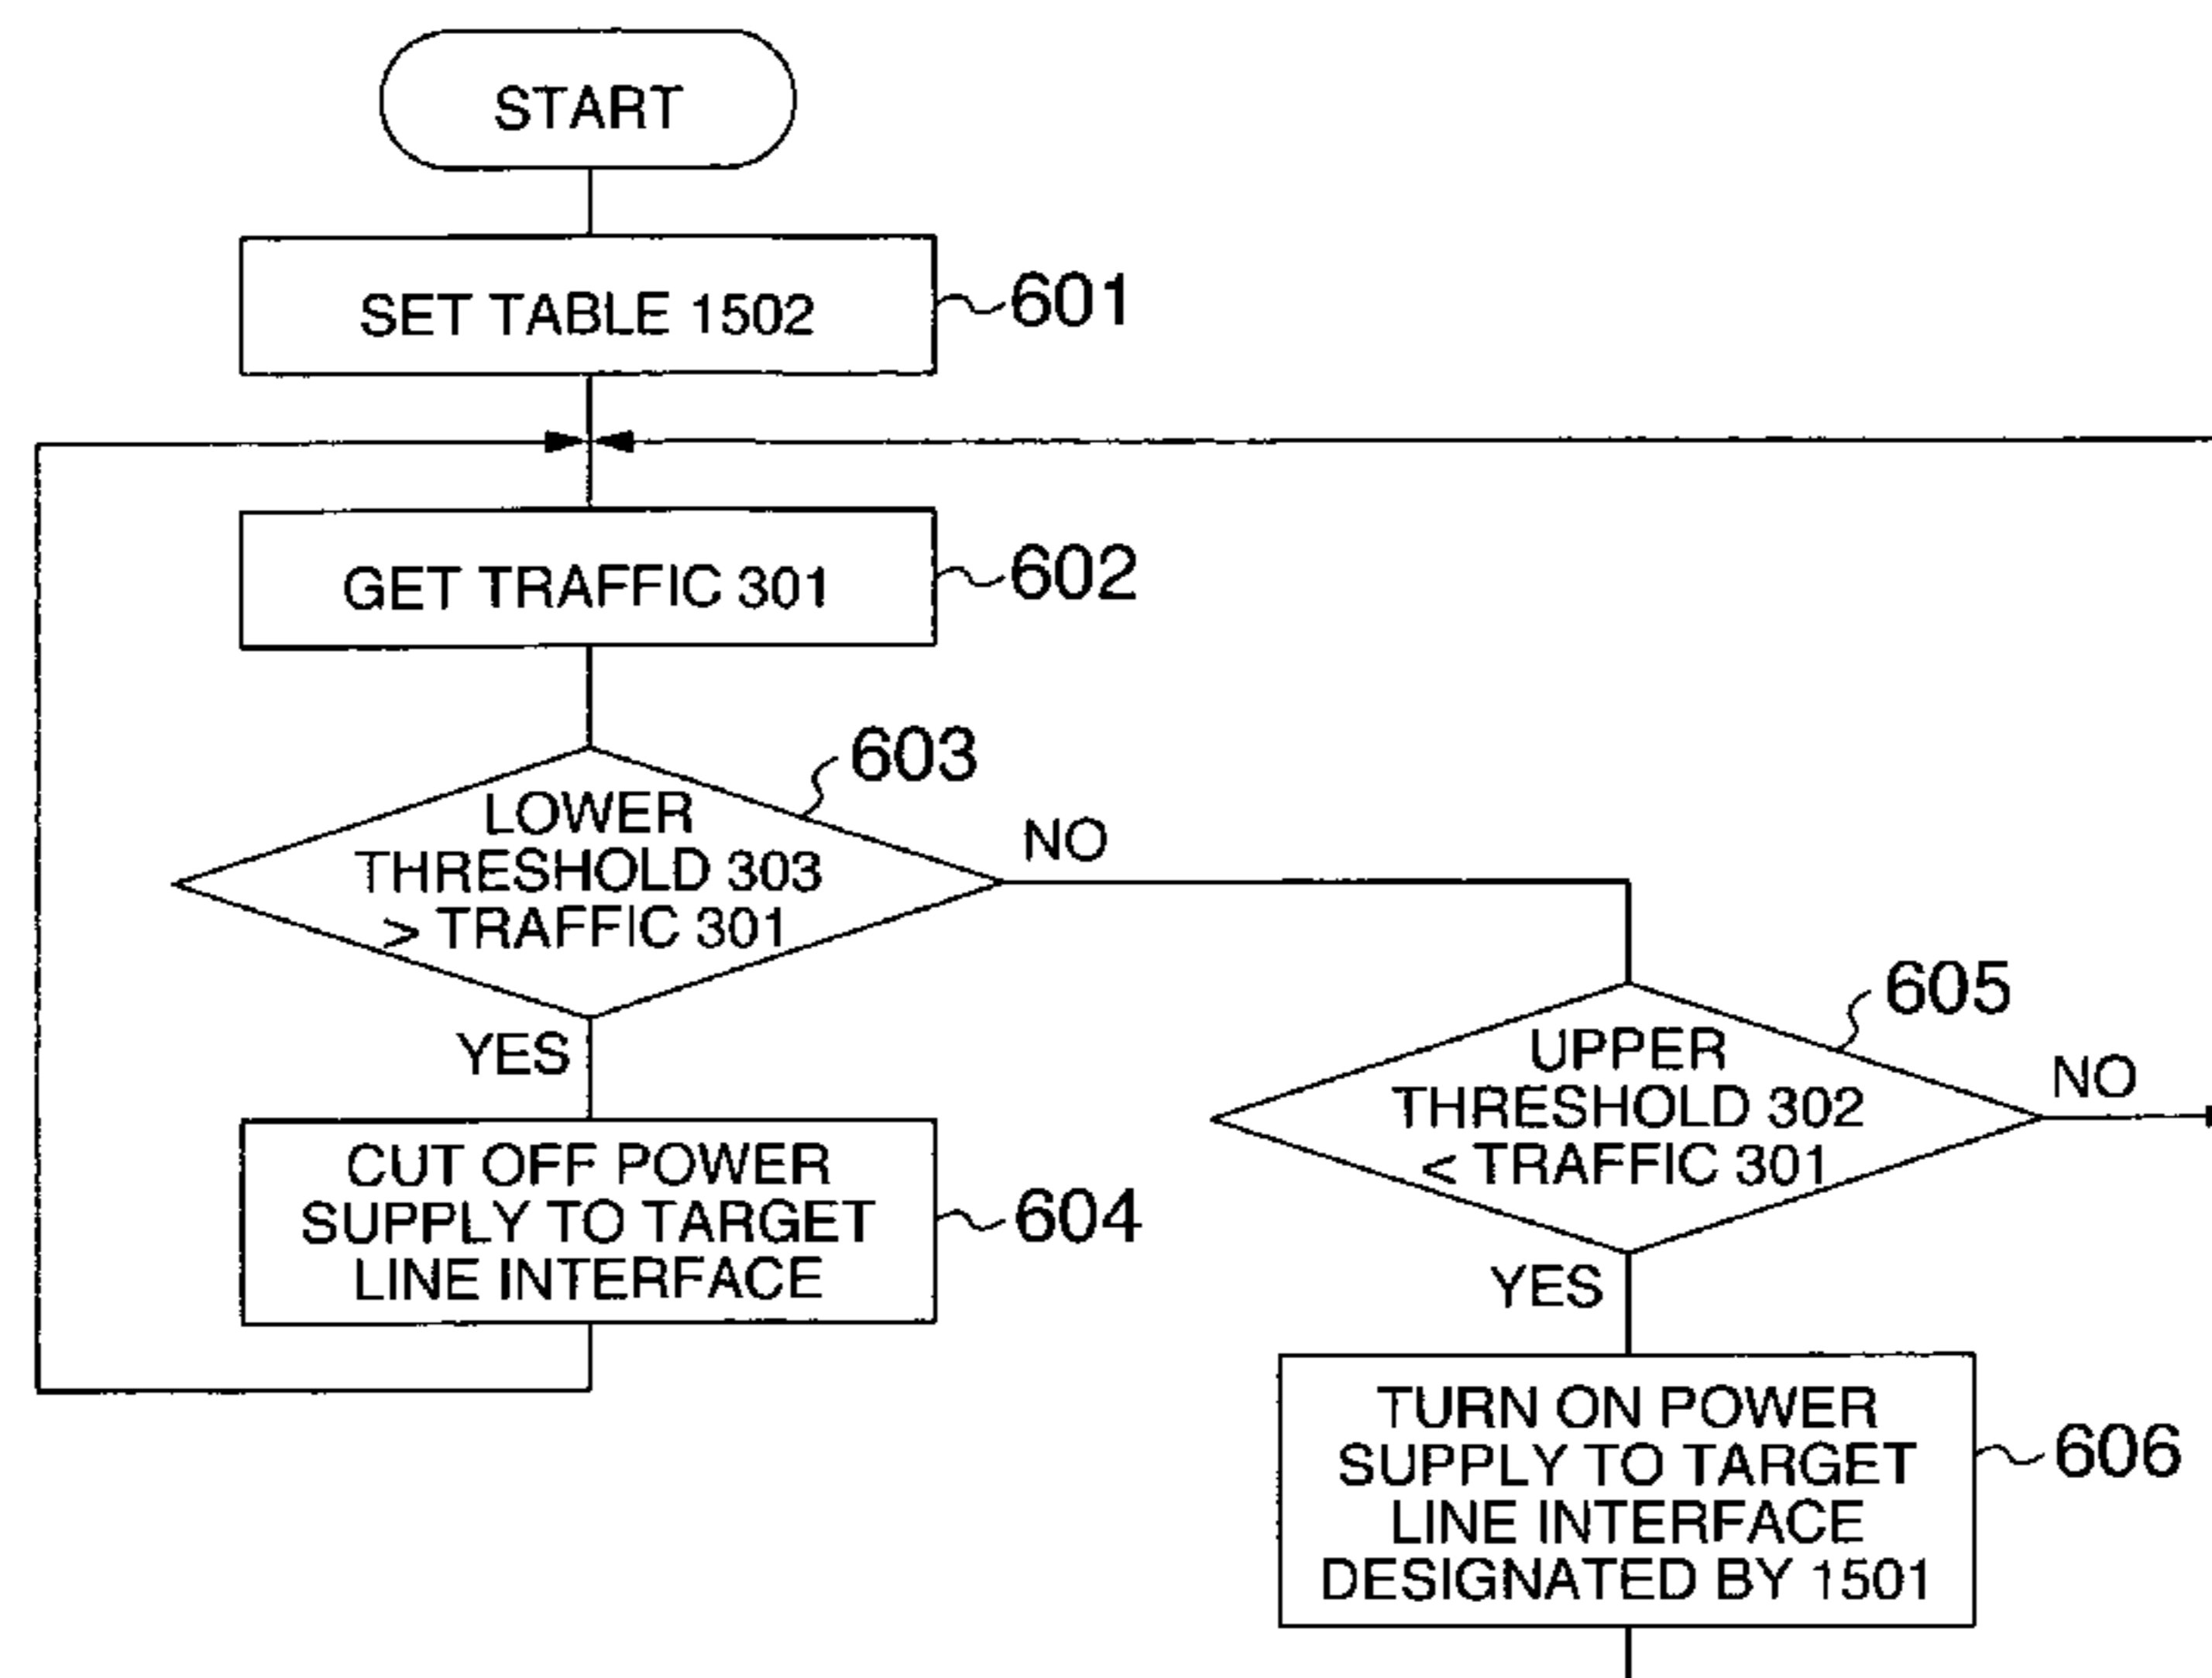 START
SET TABLE 1502
601
GET TRAFFIC 301
602
603
LOWER
THRESHOLD 303
> TRAFFIC 301
NO
YES
CUT OFF POWER
SUPPLY TO TARGET
LINE INTERFACE
604
605
UPPER
THRESHOLD 302
< TRAFFIC 301
NO
YES
TURN ON POWER
SUPPLY TO TARGET
LINE INTERFACE
DESIGNATED BY 1501
606